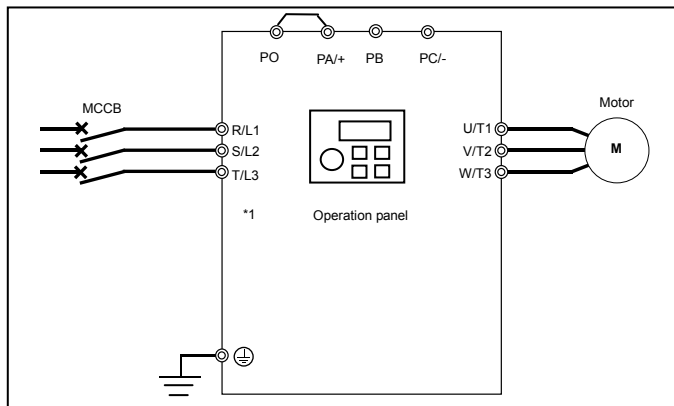 PO PA/+ PB PC/-
MCCB
Motor
R/L1
U/T1
S/L2
V/T2
M
T/L3
W/T3
*1
Operation panel